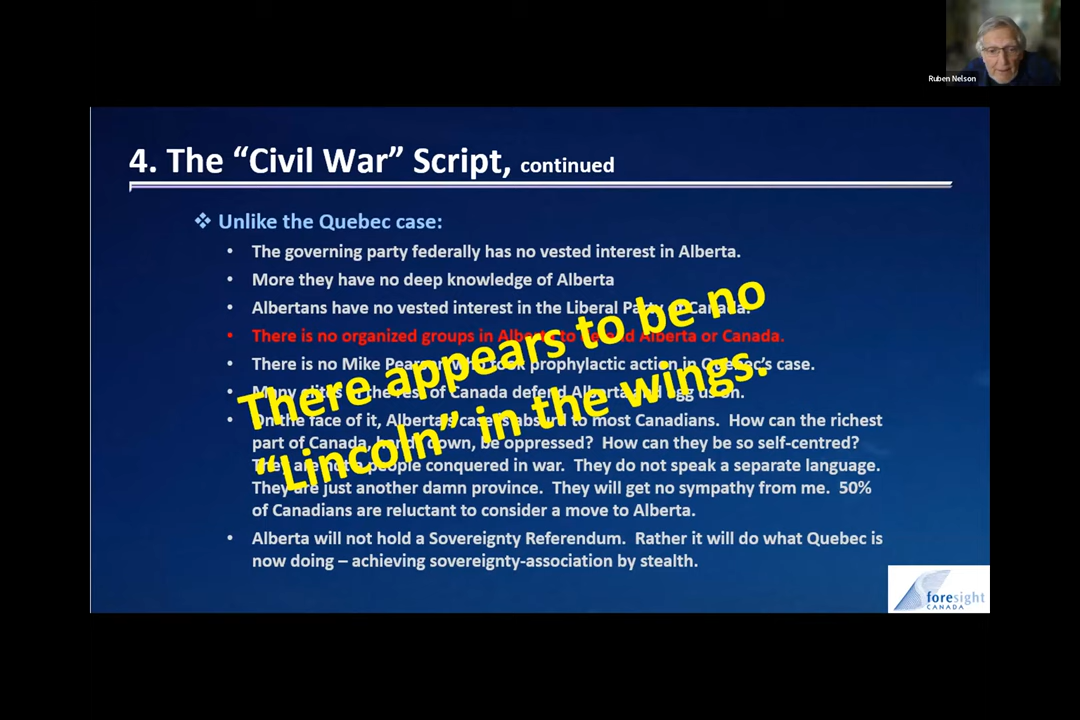 Ruben Nelson
4. The “Civil War” Script, continued
❖ Unlike the Quebec case:
• The governing party federally has no vested interest in Alberta.
• More they have no deep knowledge of Alberta
• Albertans have no vested interest in the Liberal Party of Canada.
• There is no organized groups in Alberta to defend Alberta or Canada.
• There is no Mike Pearson who took prophylactic action in Quebec’s case.
• Many elites in the rest of Canada defend Alberta and egg us on.
• On the face of it, Alberta’s case is absurd to most Canadians. How can the richest
part of Canada, hands down, be oppressed? How can they be so self-centred?
They are not a people conquered in war. They do not speak a separate language.
They are just another damn province. They will get no sympathy from me. 50%
of Canadians are reluctant to consider a move to Alberta.
• Alberta will not hold a Sovereignty Referendum. Rather it will do what Quebec is
now doing – achieving sovereignty-association by stealth.
There appears to be no
“Lincoln” in the wings.
foresight
CANADA